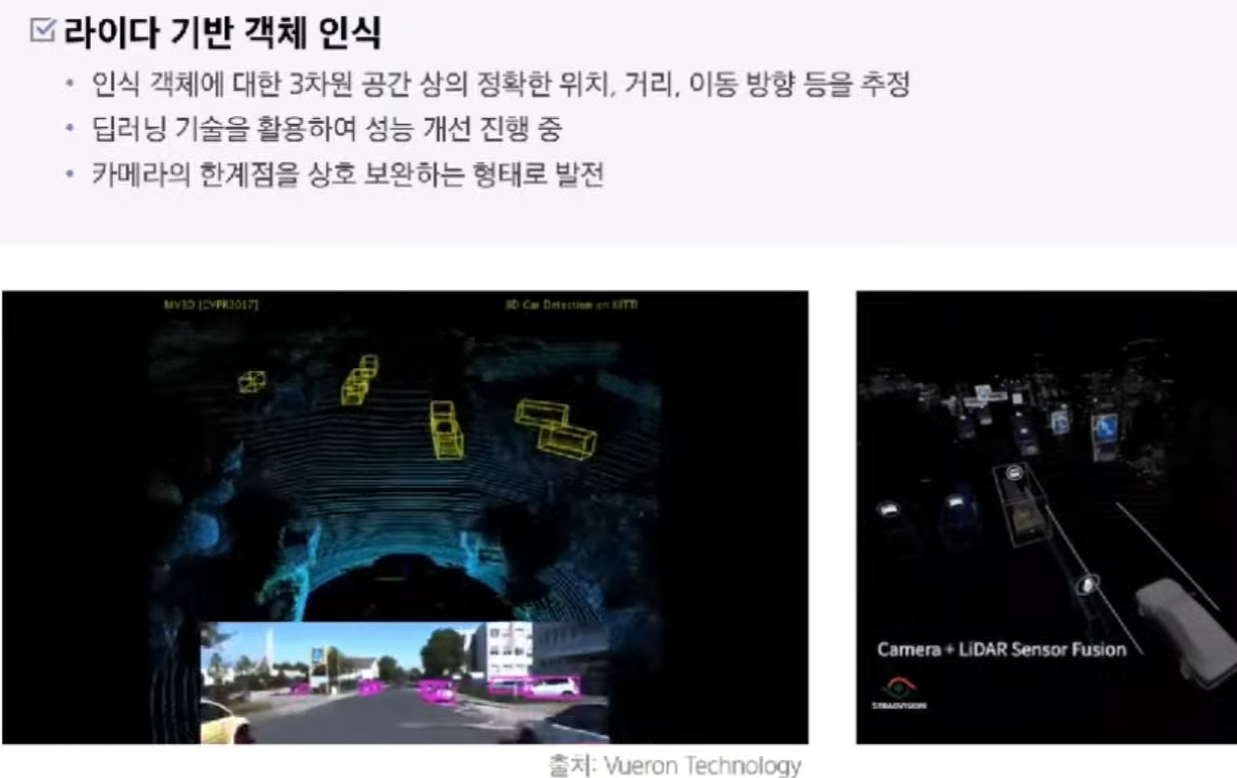 라이다 기반 객체 인식
• 인식 객체에 대한 3차원 공간 상의 정확한 위치, 거리, 이동 방향 등을 추정
• 딥러닝 기술을 활용하여 성능 개선 진행 중
• 카메라의 한계점을 상호 보완하는 형태로 발전
MV3D [CVPR2017]
3D Car Detection on KITTI
Camera + LiDAR Sensor Fusion
STRADVISION
출처: Vueron Technology